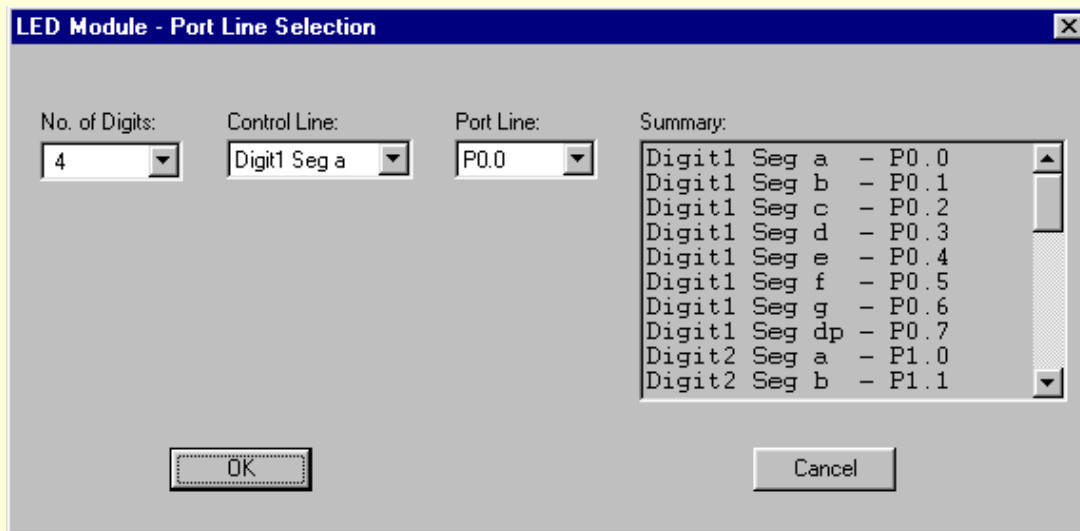 LED Module - Port Line Selection
No. of Digits: Control Line: Port Line: Summary:
4 Digit1 Seg a P0.0
Digit1 Seg a - P0.0
Digit1 Seg b - P0.1
Digit1 Seg c - P0.2
Digit1 Seg d - P0.3
Digit1 Seg e - P0.4
Digit1 Seg f - P0.5
Digit1 Seg g - P0.6
Digit1 Seg dp - P0.7
Digit2 Seg a - P1.0
Digit2 Seg b - P1.1
OK Cancel